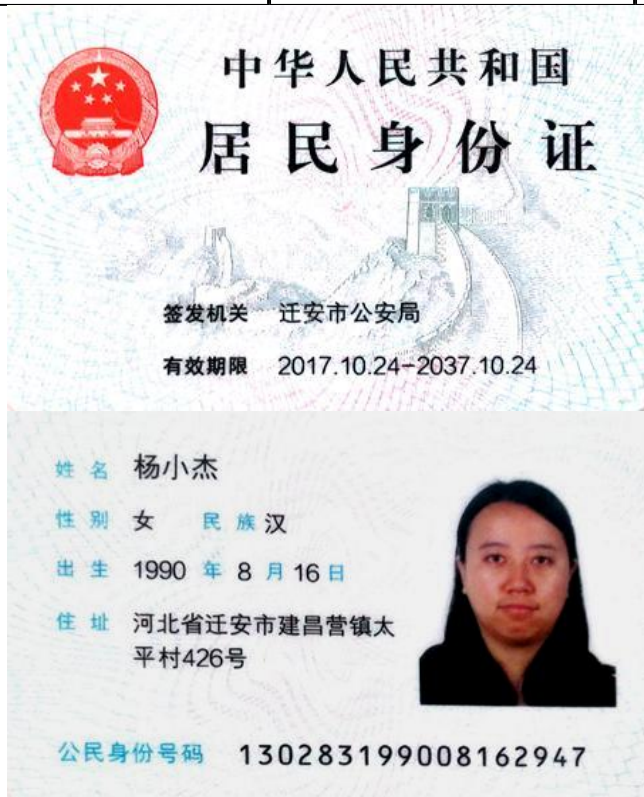 中华人民共和国
居民身份证
签发机关 迁安市公安局
有效期限 2017.10.24-2037.10.24
姓名 杨小杰
性别 女 民族 汉
出生 1990 年 8 月 16 日
住址 河北省迁安市建昌营镇太
平村426号
公民身份号码 130283199008162947